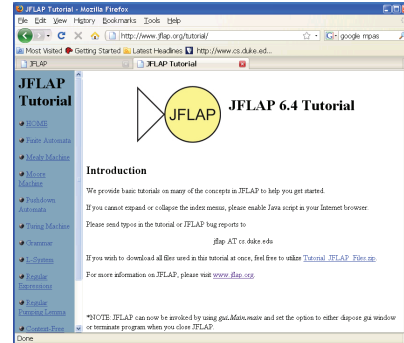 JFLAP Tutorial - Mozilla Firefox
File Edit View History Bookmarks Tools Help
http://www.jflap.org/tutorial/
google mpas
Most Visited Getting Started Latest Headlines http://www.cs.duke.ed...
JFLAP
JFLAP Tutorial
JFLAP
Tutorial
HOME
Finite Automata
Mealy Machine
Moore
Machine
Pushdown
Automata
Turing Machine
Grammar
L-System
Regular
Expressions
Regular
Pumping Lemma
Context-Free
JFLAP
JFLAP 6.4 Tutorial
Introduction
We provide basic tutorials on many of the concepts in JFLAP to help you get started.
If you cannot expand or collapse the index menus, please enable Java script in your Internet browser.
Please send typos in the tutorial or JFLAP bug reports to
jflap AT cs.duke.edu
If you wish to download all files used in this tutorial at once, feel free to utilize Tutorial_JFLAP_Files.zip.
For more information on JFLAP, please visit www.jflap.org.
*NOTE: JFLAP can now be invoked by using gui.Main.main and set the option to either dispose gui window
or terminate program when you close JFLAP.
Done